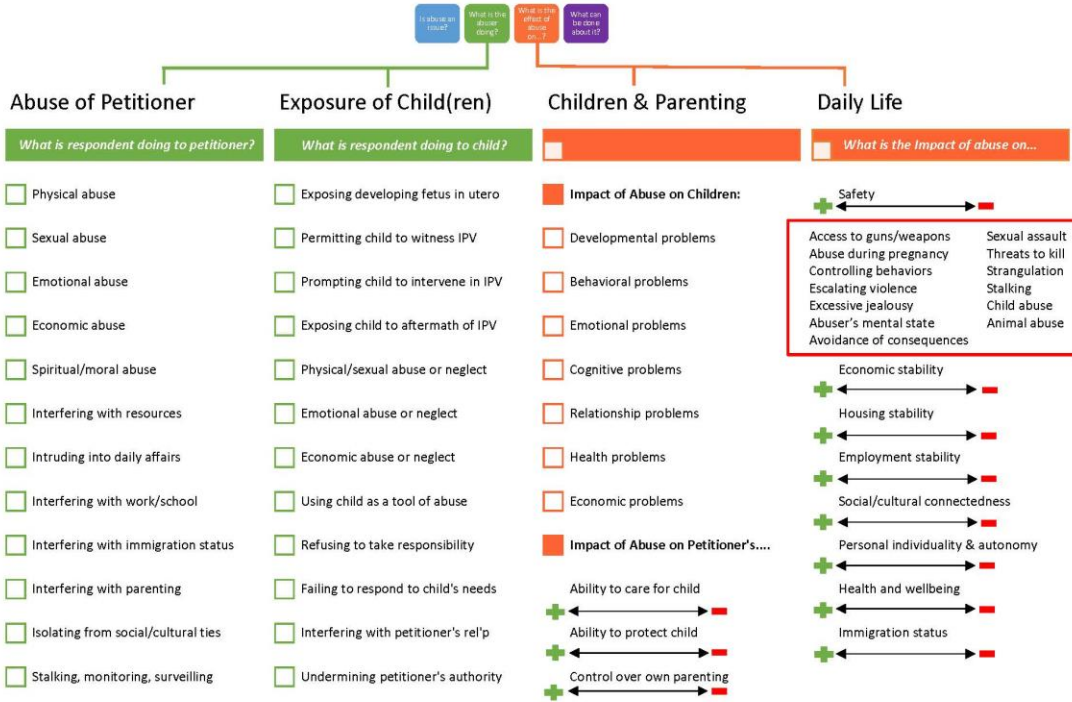 Is abuse an
issue?
What is the
abuser
doing?
What is the
effect of
abuse
on...?
What can
be done
about it?
Abuse of Petitioner
What is respondent doing to petitioner?
Physical abuse
Sexual abuse
Emotional abuse
Economic abuse
Spiritual/moral abuse
Interfering with resources
Intruding into daily affairs
Interfering with work/school
Interfering with immigration status
Interfering with parenting
Isolating from social/cultural ties
Stalking, monitoring, surveilling
Exposure of Child(ren)
What is respondent doing to child?
Exposing developing fetus in utero
Permitting child to witness IPV
Prompting child to intervene in IPV
Exposing child to aftermath of IPV
Physical/sexual abuse or neglect
Emotional abuse or neglect
Economic abuse or neglect
Using child as a tool of abuse
Refusing to take responsibility
Failing to respond to child's needs
Interfering with petitioner's rel'p
Undermining petitioner's authority
Children & Parenting
Impact of Abuse on Children:
Developmental problems
Behavioral problems
Emotional problems
Cognitive problems
Relationship problems
Health problems
Economic problems
Impact of Abuse on Petitioner's....
Ability to care for child
Ability to protect child
Control over own parenting
Daily Life
What is the Impact of abuse on...
Safety
Access to guns/weapons
Abuse during pregnancy
Controlling behaviors
Escalating violence
Excessive jealousy
Abuser's mental state
Avoidance of consequences
Sexual assault
Threats to kill
Strangulation
Stalking
Child abuse
Animal abuse
Economic stability
Housing stability
Employment stability
Social/cultural connectedness
Personal individuality & autonomy
Health and wellbeing
Immigration status